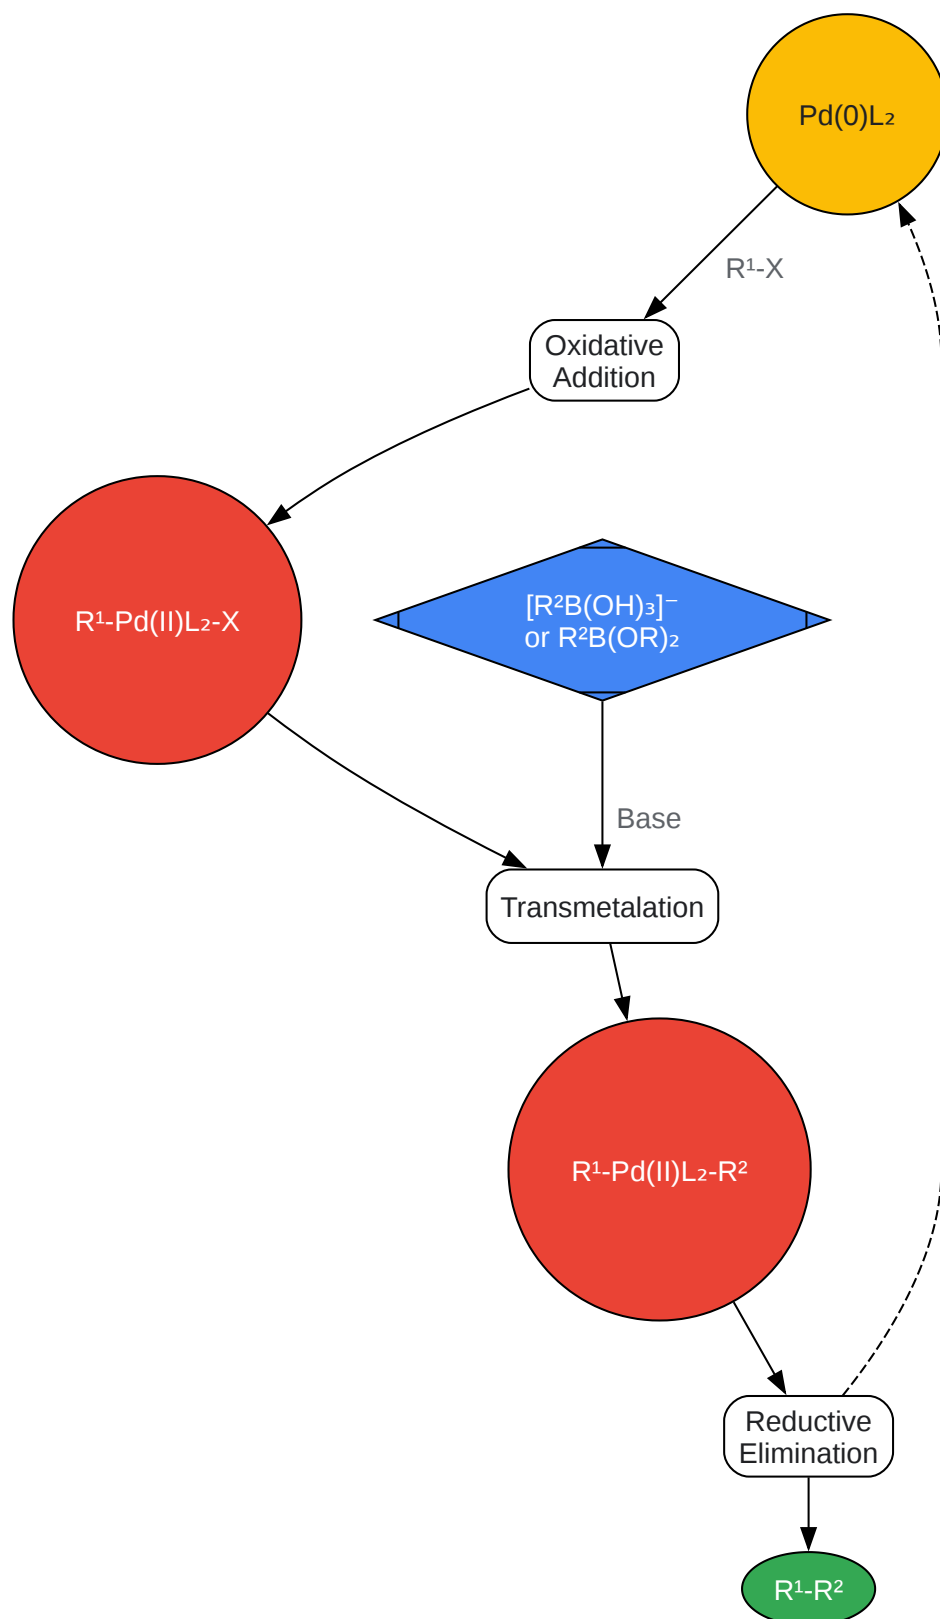 Pd(0)L₂
R¹-X
Oxidative
Addition
R¹-Pd(II)L₂-X
[R²B(OH)₃]⁻
or R²B(OR)₂
Base
Transmetalation
R¹-Pd(II)L₂-R²
Reductive
Elimination
R¹-R²